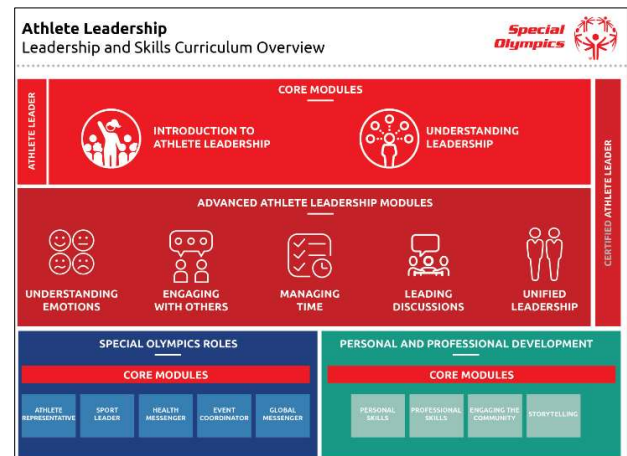 Athlete Leadership
Leadership and Skills Curriculum Overview
Special
Olympics
ATHLETE LEADER
CORE MODULES
INTRODUCTION TO
ATHLETE LEADERSHIP
UNDERSTANDING
LEADERSHIP
CERTIFIED ATHLETE LEADER
ADVANCED ATHLETE LEADERSHIP MODULES
UNDERSTANDING
EMOTIONS
ENGAGING
WITH OTHERS
MANAGING
TIME
LEADING
DISCUSSIONS
UNIFIED
LEADERSHIP
SPECIAL OLYMPICS ROLES
CORE MODULES
ATHLETE
REPRESENTATIVE
SPORT
LEADER
HEALTH
MESSENGER
EVENT
COORDINATOR
GLOBAL
MESSENGER
PERSONAL AND PROFESSIONAL DEVELOPMENT
CORE MODULES
PERSONAL
SKILLS
PROFESSIONAL
SKILLS
ENGAGING THE
COMMUNITY
STORYTELLING